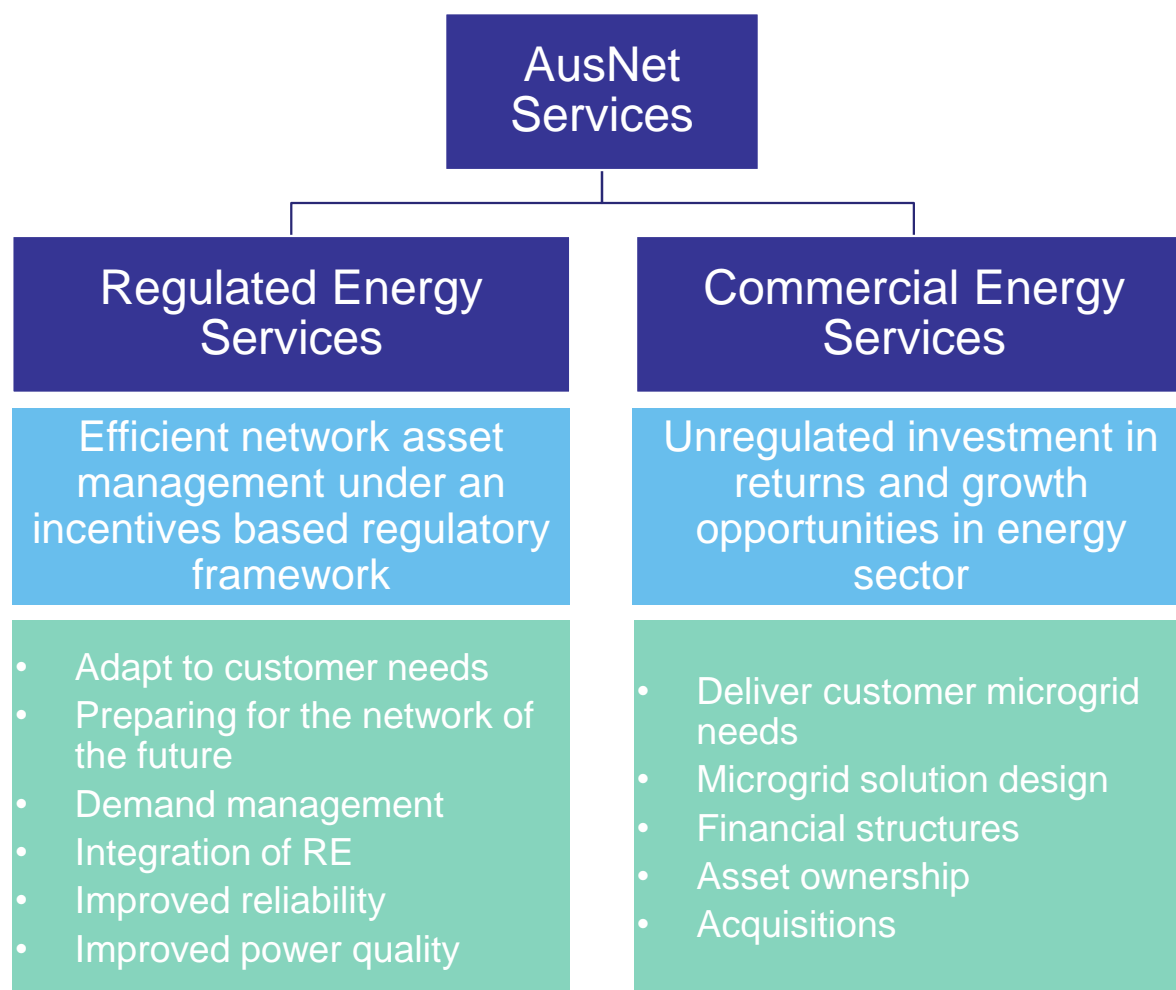 AusNet
Services
Regulated Energy
Services
Commercial Energy
Services
Efficient network asset
management under an
incentives based regulatory
framework
Unregulated investment in
returns and growth
opportunities in energy
sector
• Adapt to customer needs
• Preparing for the network of
the future
• Demand management
• Integration of RE
• Improved reliability
• Improved power quality
• Deliver customer microgrid
needs
• Microgrid solution design
• Financial structures
• Asset ownership
• Acquisitions